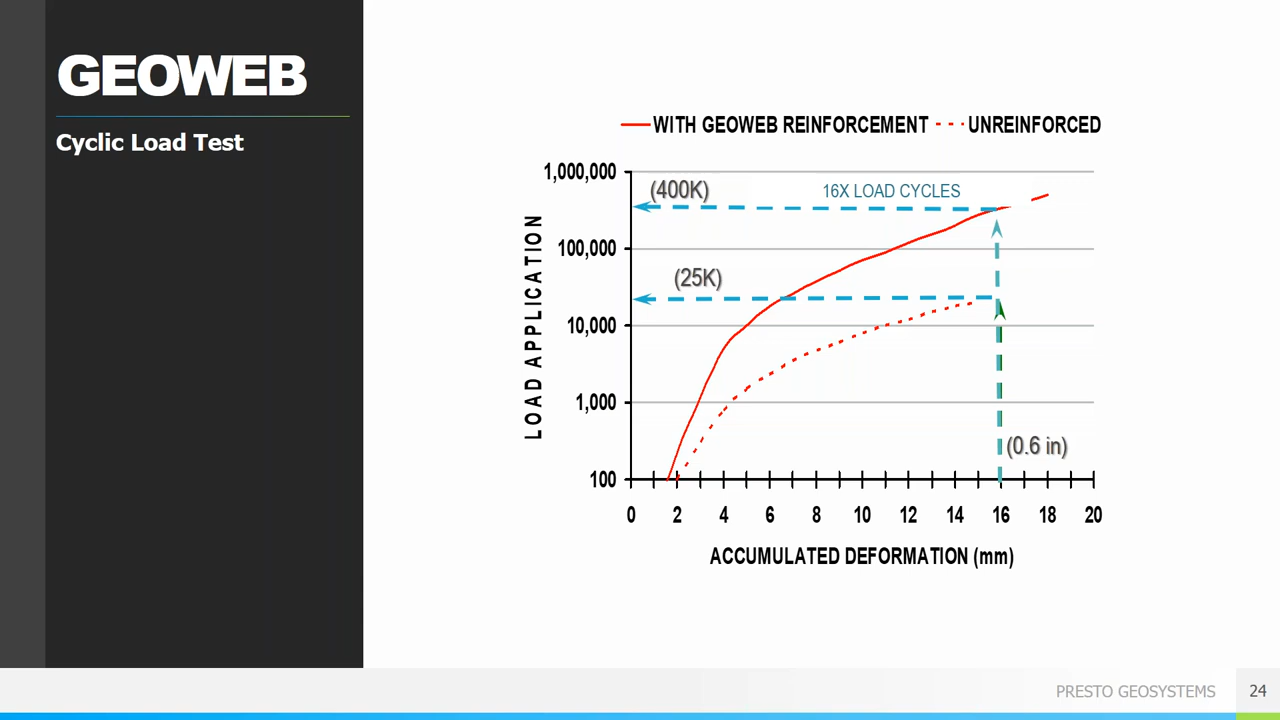 GEOWEB
Cyclic Load Test
WITH GEOWEB REINFORCEMENT UNREINFORCED
1,000,000
(400K)
16X LOAD CYCLES
100,000
(25K)
10,000
1,000
(0.6 in)
100
LOAD APPLICATION
0 2 4 6 8 10 12 14 16 18 20
ACCUMULATED DEFORMATION (mm)
PRESTO GEOSYSTEMS 24